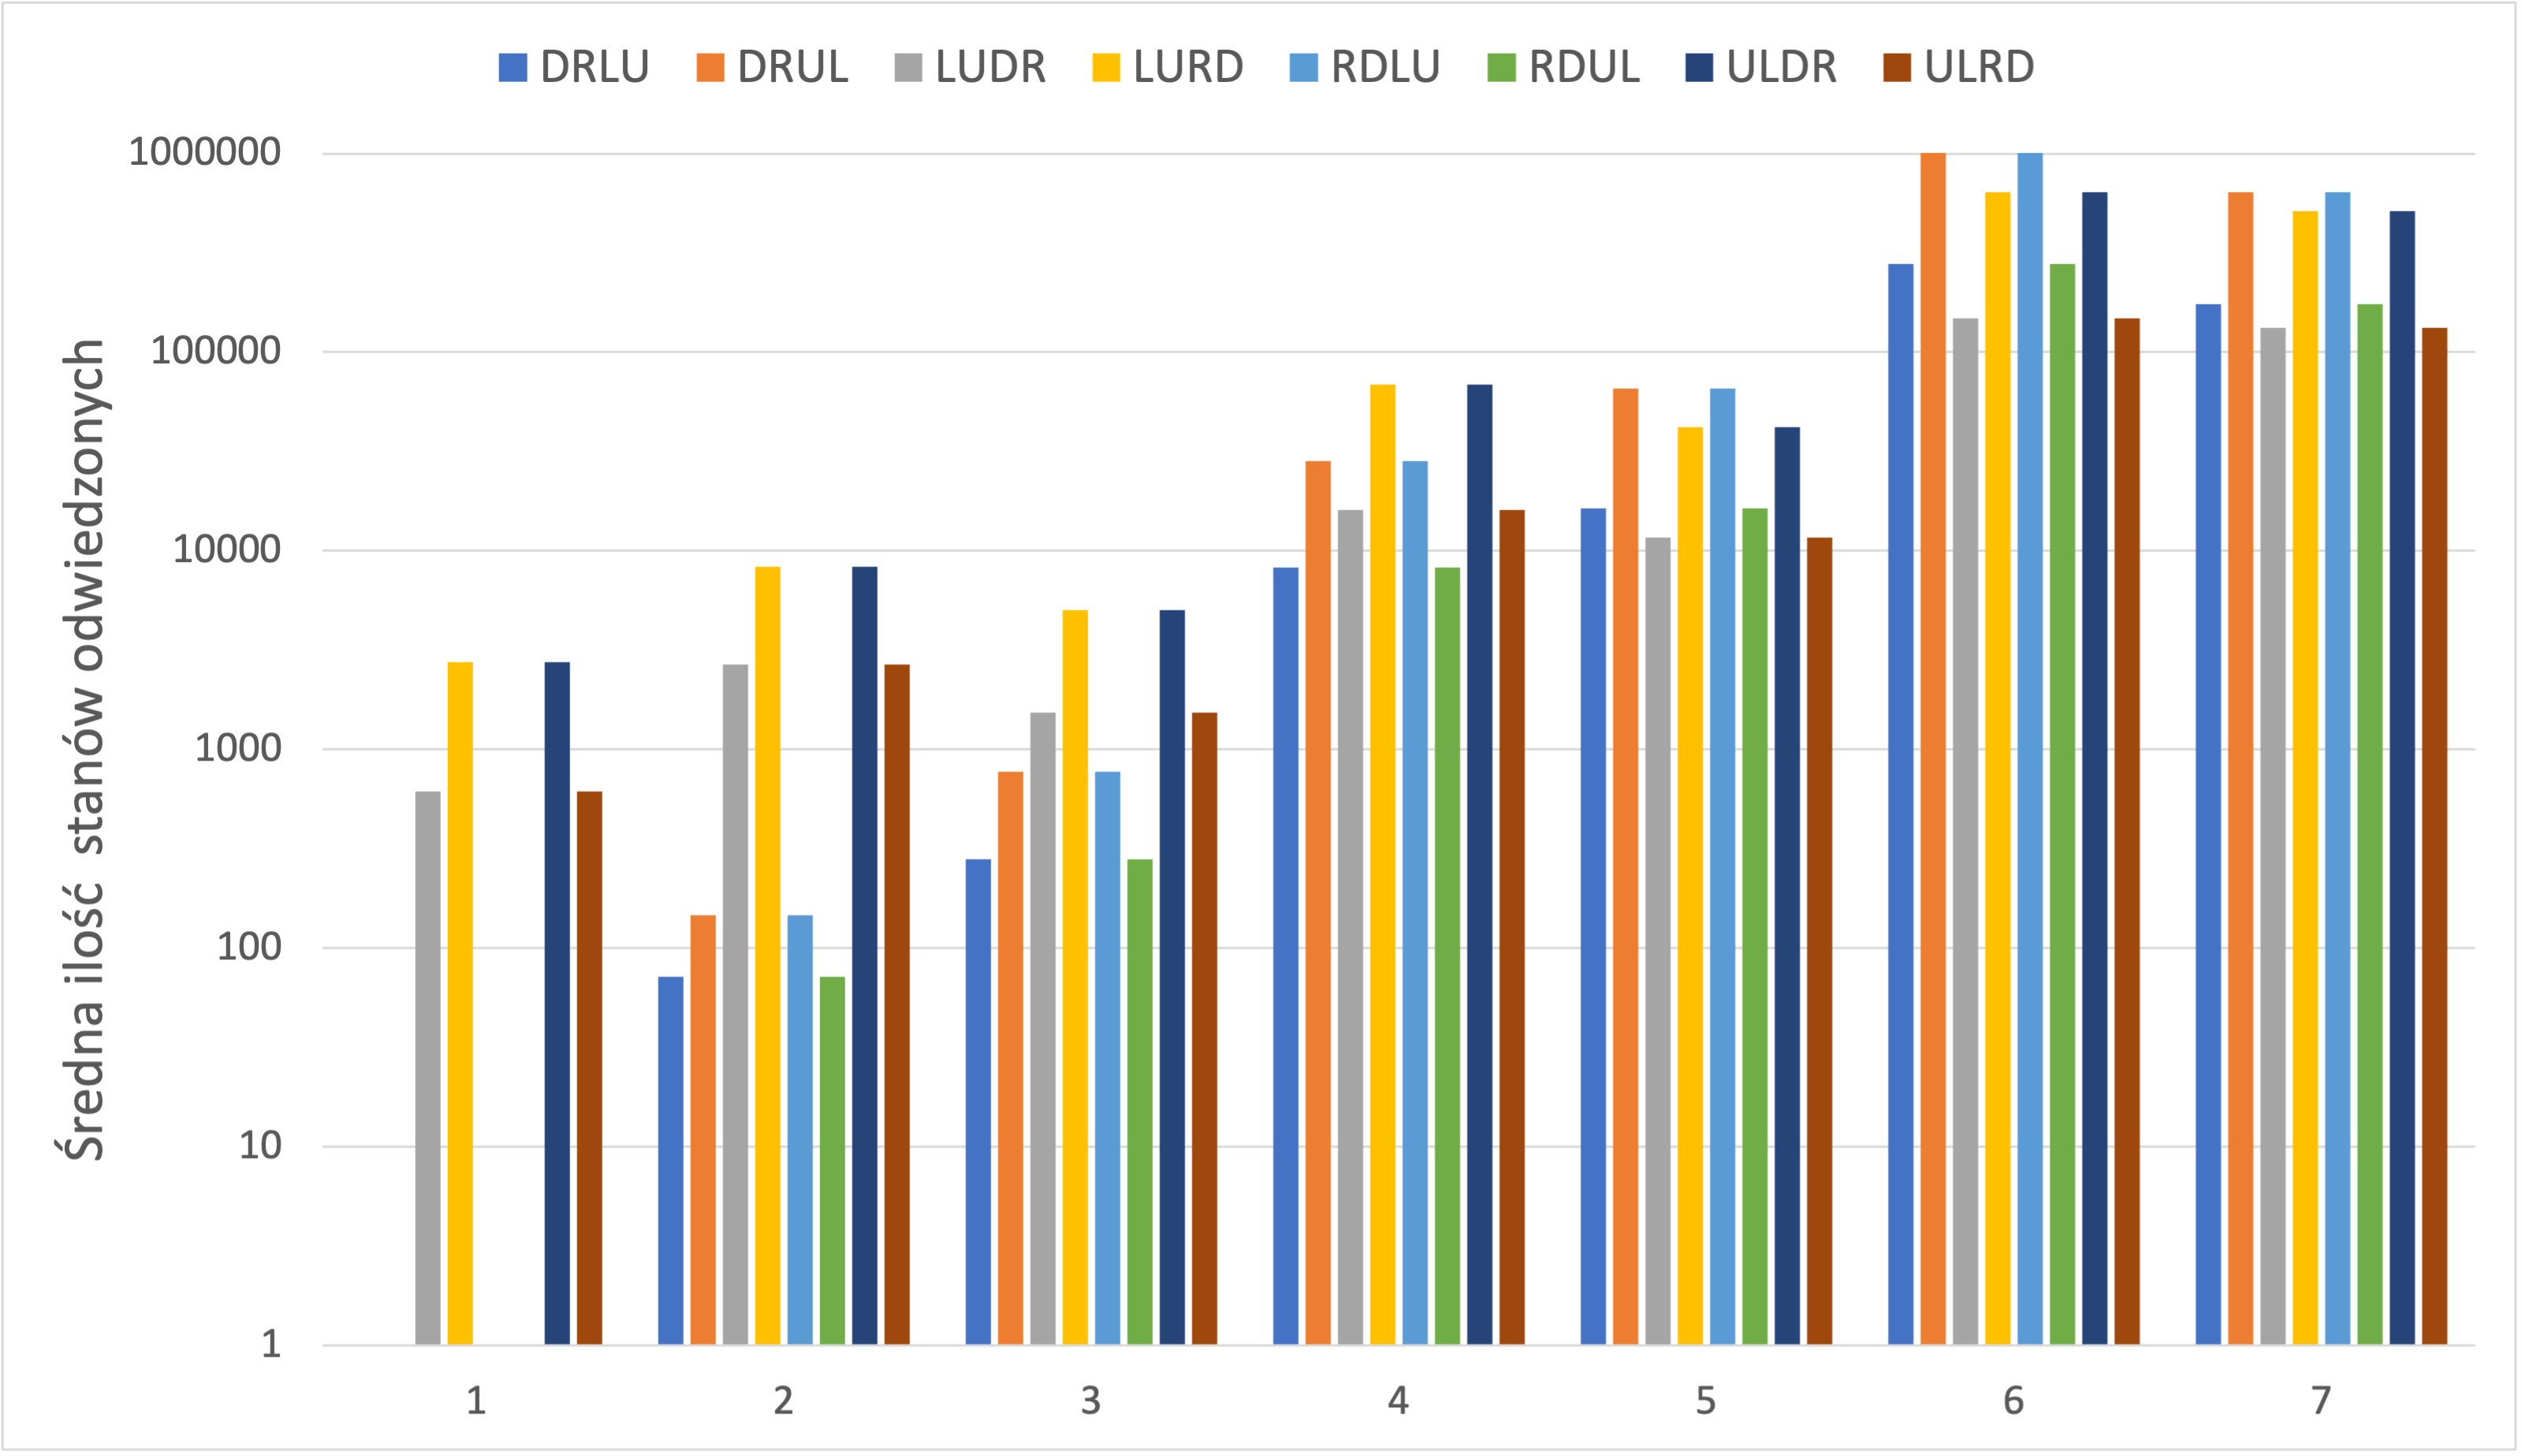 DRLU DRUL LUDR LURD RDLU RDUL ULDR ULRD
Średna ilość stanów odwiedzonych
1000000
100000
10000
1000
100
10
1
1 2 3 4 5 6 7